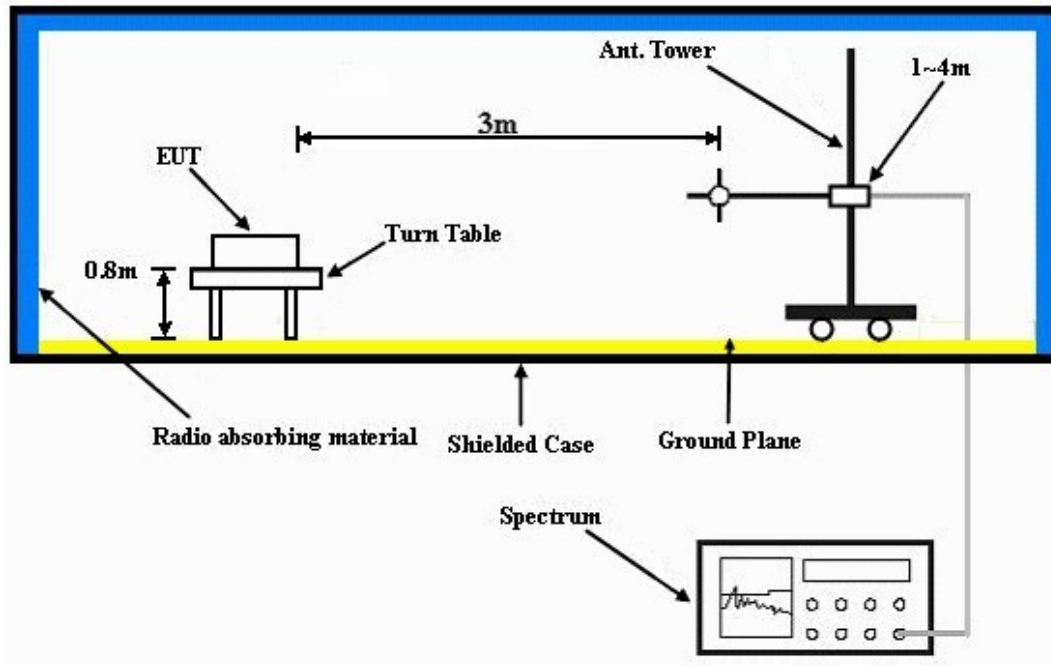 Ant. Tower
1~4m
3m
EUT
Turn Table
0.8m
Radio absorbing material
Shielded Case
Ground Plane
Spectrum